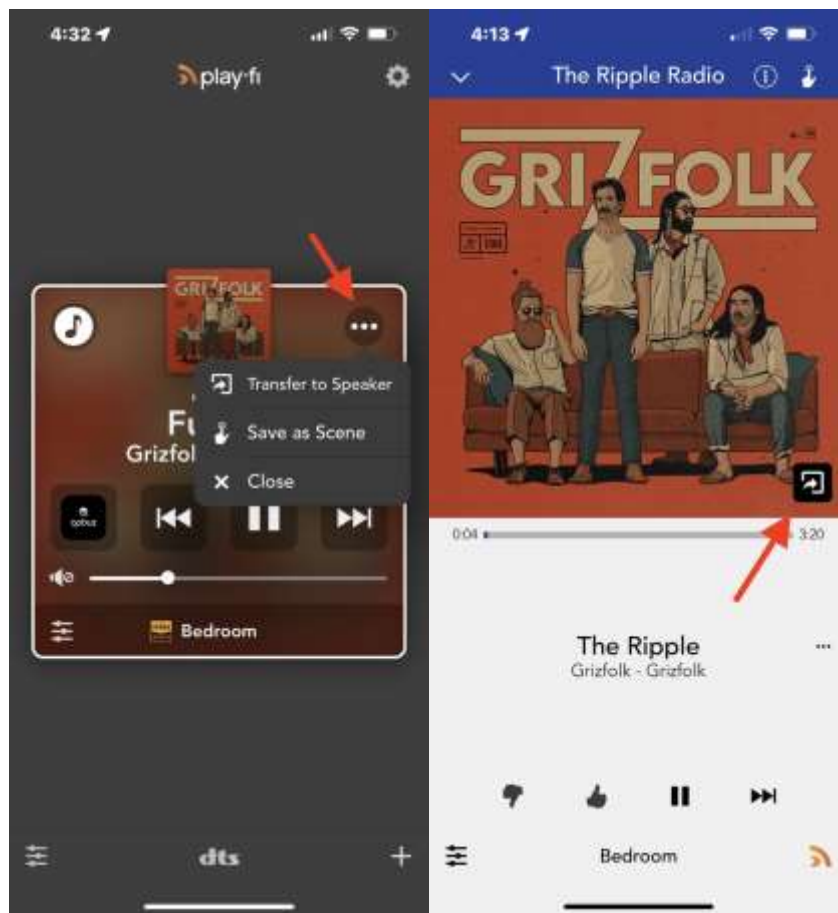 4:32
play-fi
GRIZFOLK
Transfer to Speaker
Fu
Save as Scene
Grizfol
Close
qobuz
Bedroom
dts
4:13
The Ripple Radio
GRIZFOLK
0:04
3:20
The Ripple
Grizfolk - Grizfolk
Bedroom